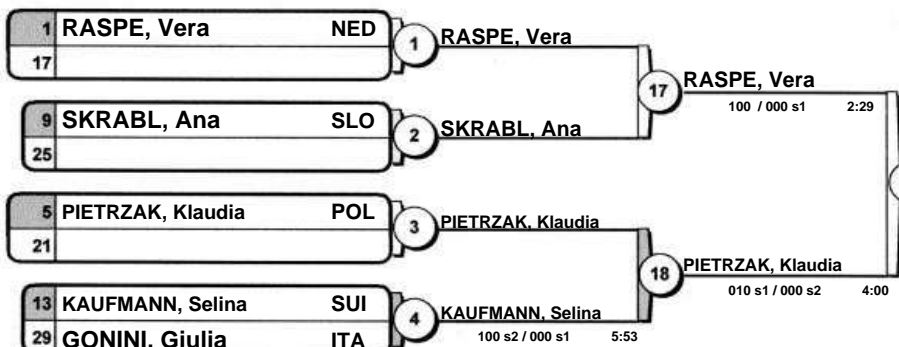 1 RASPE, Vera NED
17
1 RASPE, Vera
9 SKRABL, Ana SLO
25
2 SKRABL, Ana
17 RASPE, Vera
100 / 000 s1 2:29
5 PIETRZAK, Klaudia POL
21
3 PIETRZAK, Klaudia
13 KAUFMANN, Selina SUI
29 GONINI, Giulia ITA
4 KAUFMANN, Selina
100 s2 / 000 s1 5:53
18 PIETRZAK, Klaudia
010 s1 / 000 s2 4:00